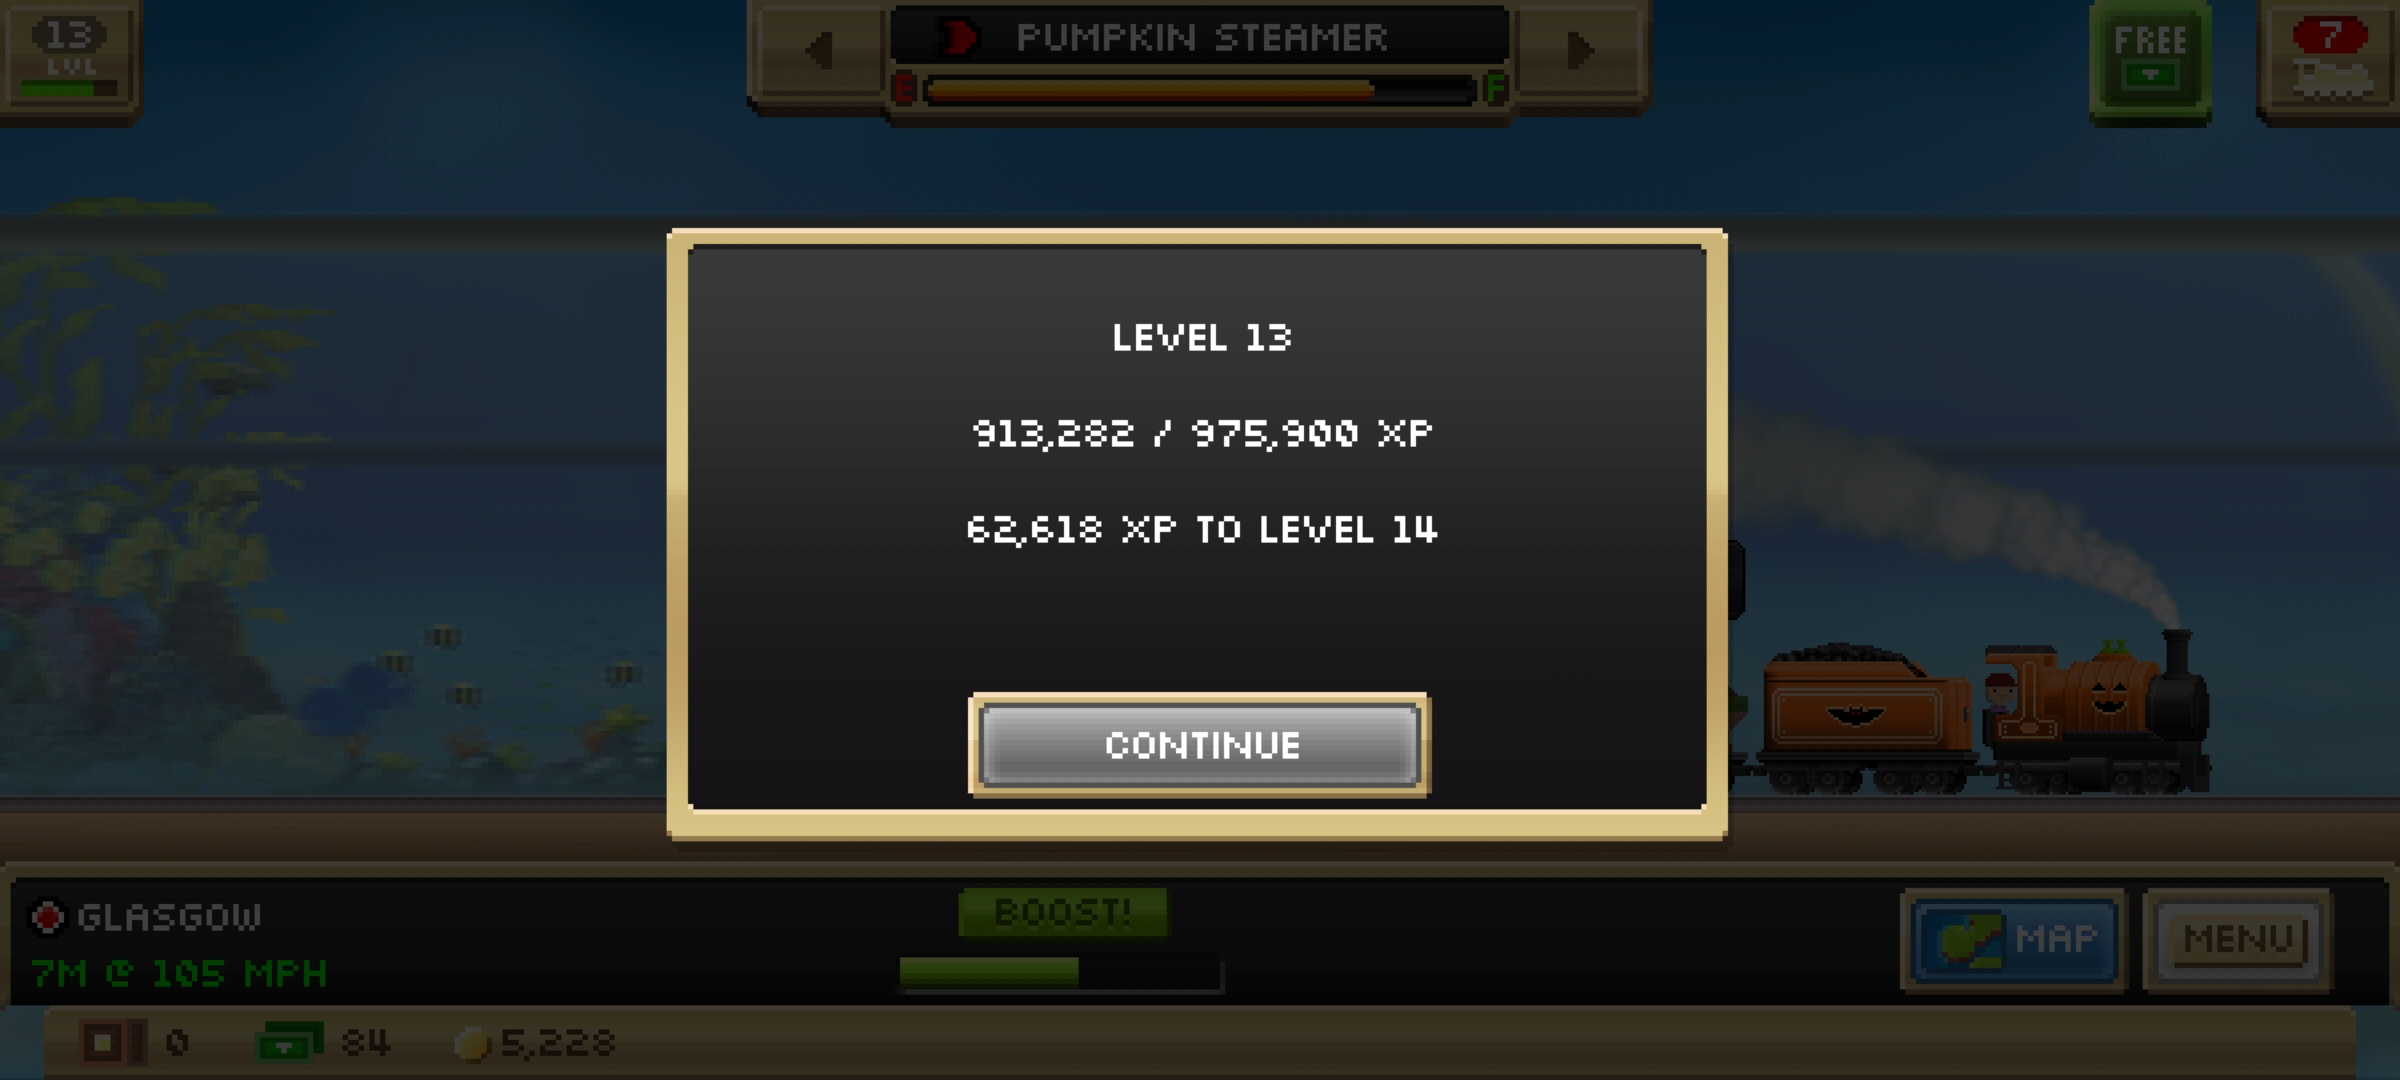 13
LVL
PUMPKIN STEAMER
E
F
FREE
7
LEVEL 13
913,282 / 975,900 XP
62,618 XP TO LEVEL 14
CONTINUE
GLASGOW
7M @ 105 MPH
BOOST!
MAP
MENU
0
84
5,228